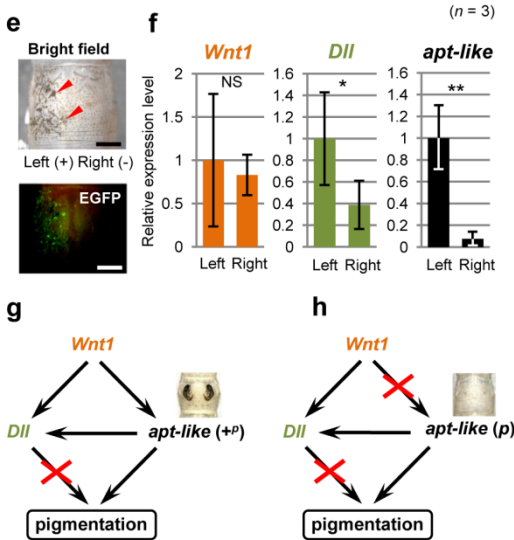 (n = 3)
e
f
Bright field
Left (+) Right (-)
EGFP
Wnt1
Dll
apt-like
Relative expression level
2
1.5
1
0.5
0
NS
Left Right
1.6
1.4
1.2
1
0.8
0.6
0.4
0.2
0
*
Left Right
1.6
1.4
1.2
1
0.8
0.6
0.4
0.2
0
**
Left Right
g
Wnt1
Dll
apt-like (+ᵖ)
pigmentation
h
Wnt1
Dll
apt-like (p)
pigmentation